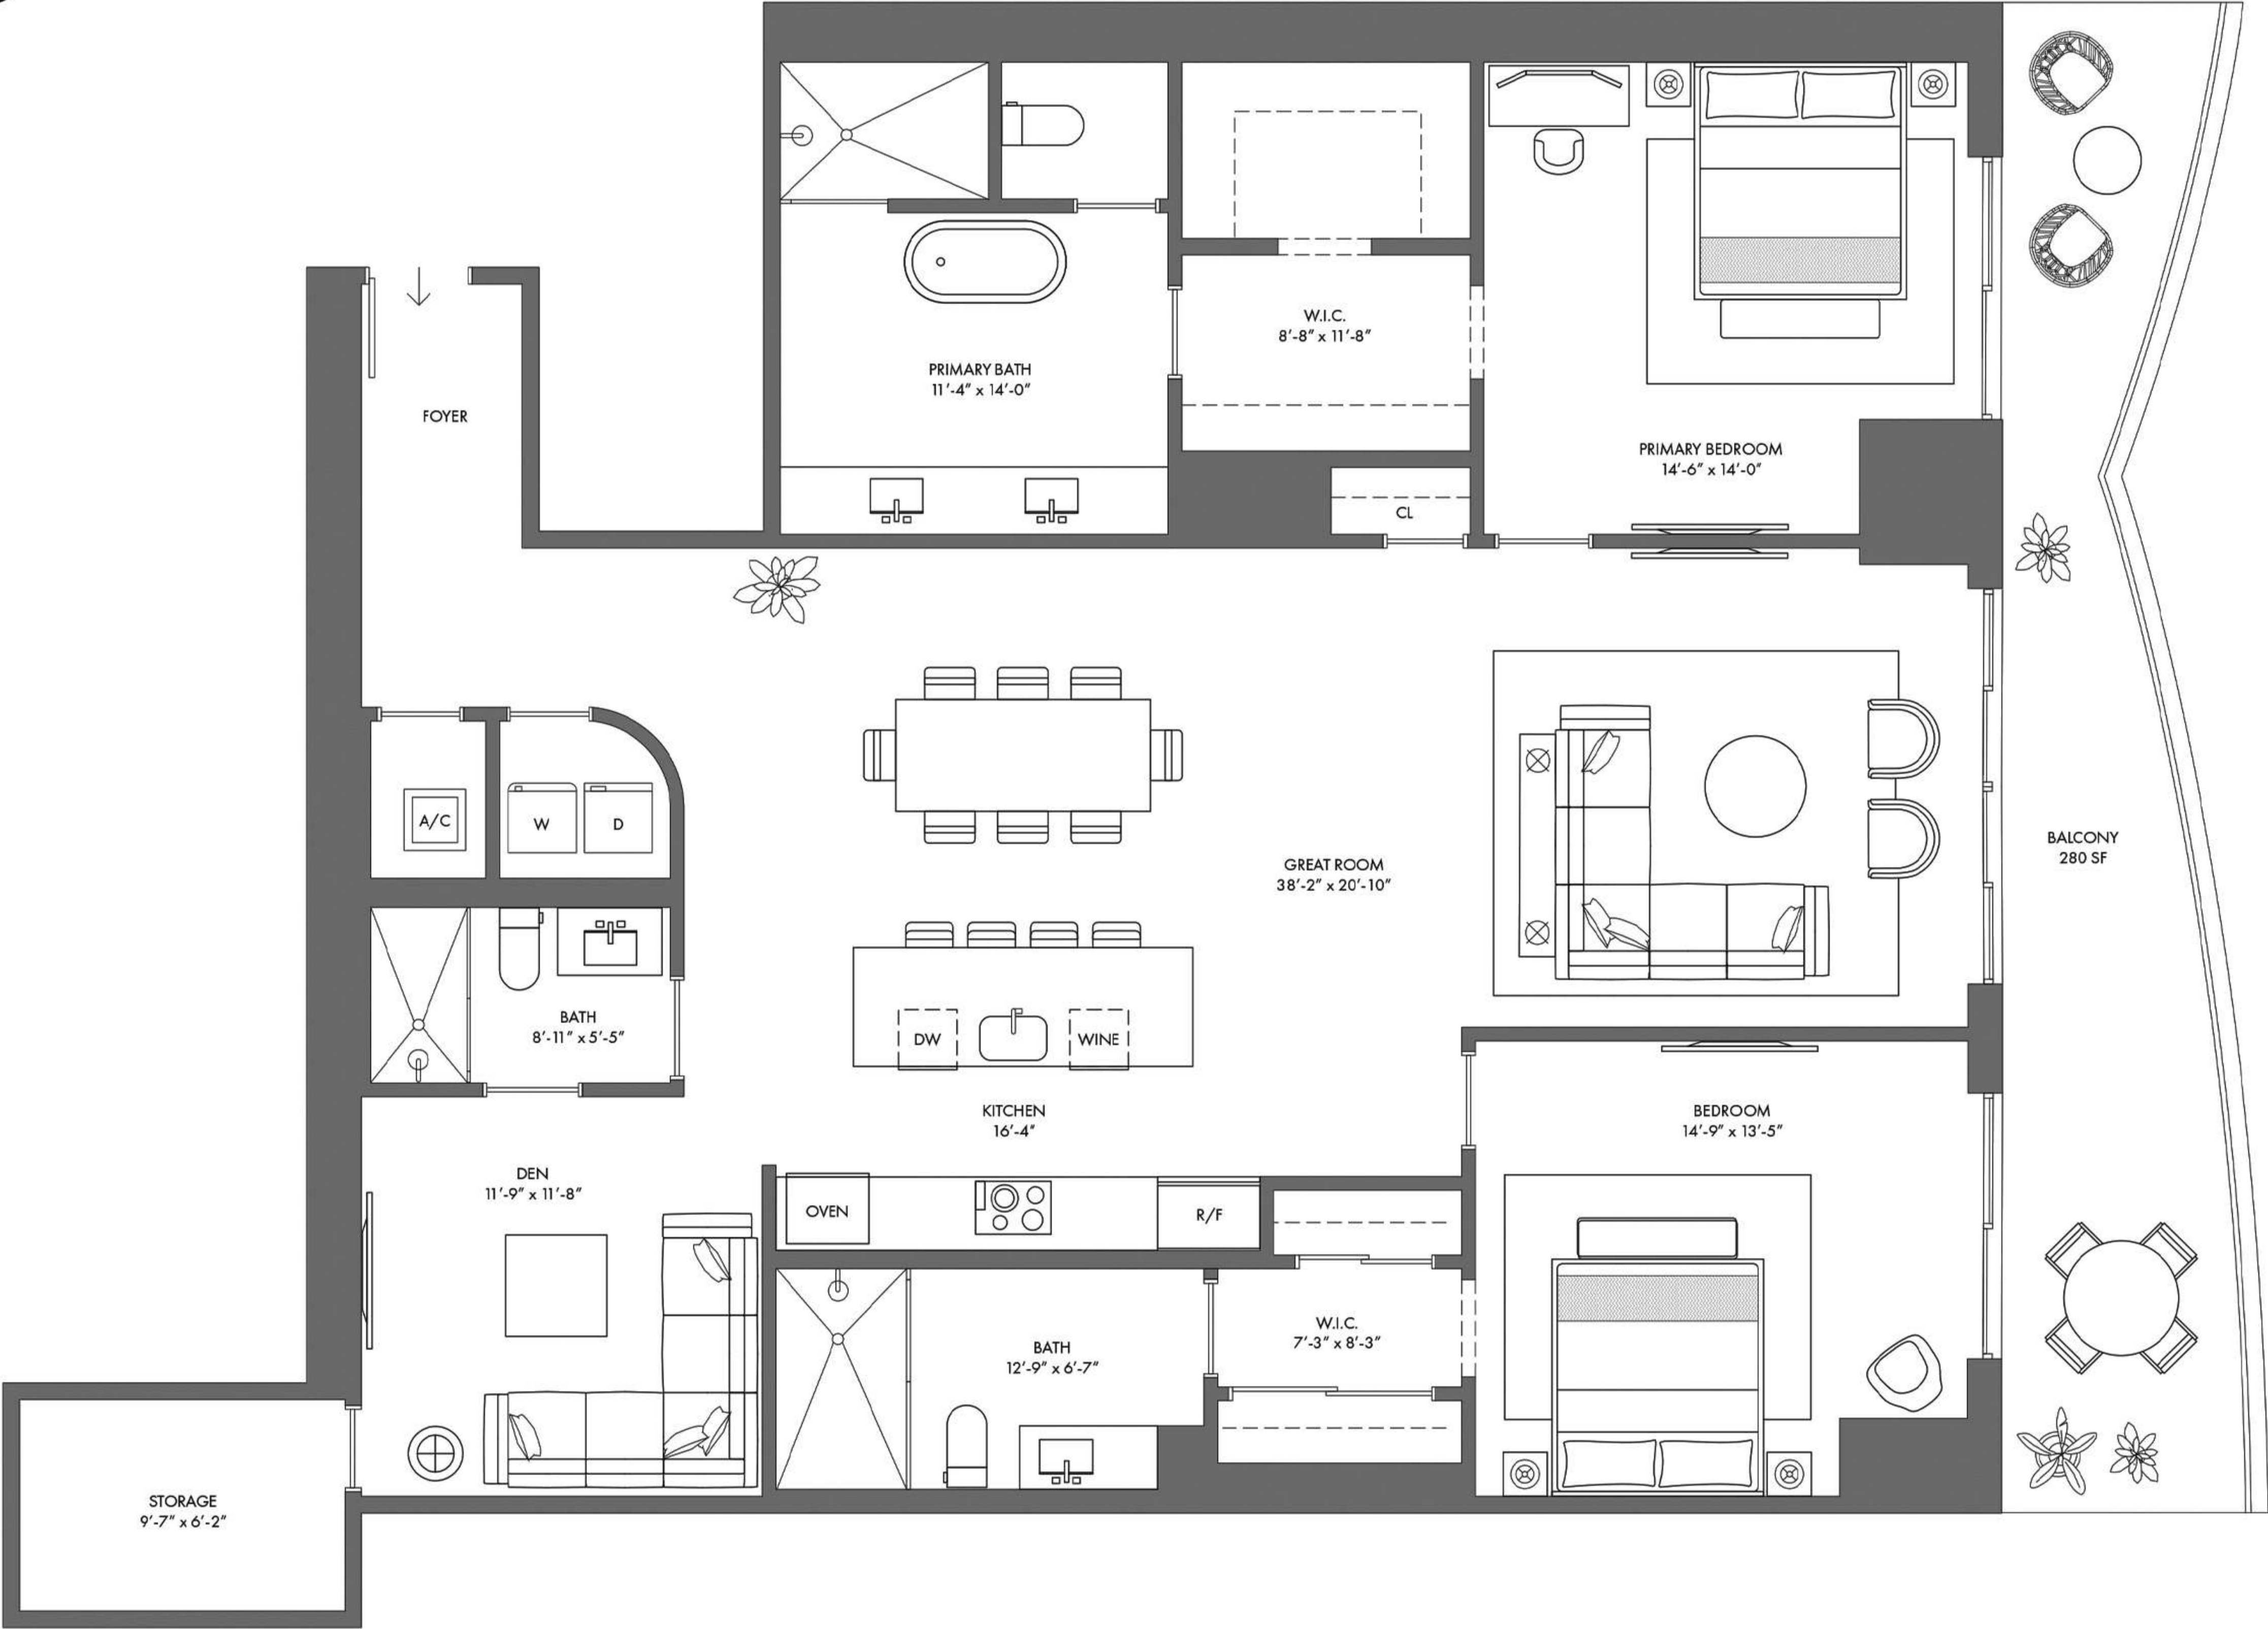 W.I.C.
8'-8" x 11'-8"
PRIMARY BATH
11'-4" x 14'-0"
FOYER
PRIMARY BEDROOM
14'-6" x 14'-0"
CL
A/C
W
D
GREAT ROOM
38'-2" x 20'-10"
BALCONY
280 SF
BATH
8'-11" x 5'-5"
DW
WINE
KITCHEN
16'-4"
BEDROOM
14'-9" x 13'-5"
DEN
11'-9" x 11'-8"
OVEN
R/F
W.I.C.
7'-3" x 8'-3"
BATH
12'-9" x 6'-7"
STORAGE
9'-7" x 6'-2"